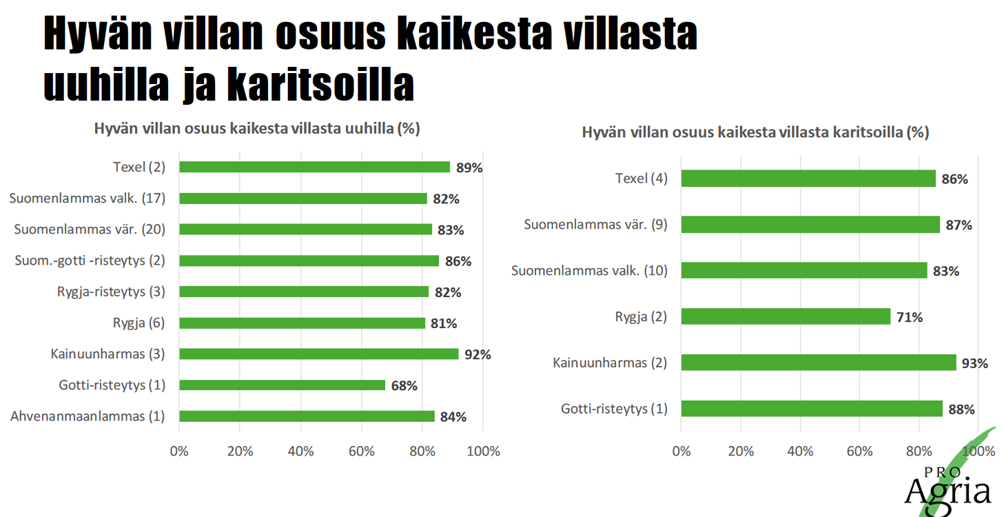 Hyvän villan osuus kaikesta villasta
uuhilla ja karitsoilla
Hyvän villan osuus kaikesta villasta uuhilla (%)
Texel (2) 89%
Suomenlammas valk. (17) 82%
Suomenlammas vär. (20) 83%
Suom.-gotti -risteytys (2) 86%
Rygja-risteytys (3) 82%
Rygja (6) 81%
Kainuunharmas (3) 92%
Gotti-risteytys (1) 68%
Ahvenanmaanlammas (1) 84%
0% 20% 40% 60% 80% 100%
Hyvän villan osuus kaikesta villasta karitsoilla (%)
Texel (4) 86%
Suomenlammas vär. (9) 87%
Suomenlammas valk. (10) 83%
Rygja (2) 71%
Kainuunharmas (2) 93%
Gotti-risteytys (1) 88%
0% 20% 40% 60% 80% 100%
PRO
Agria